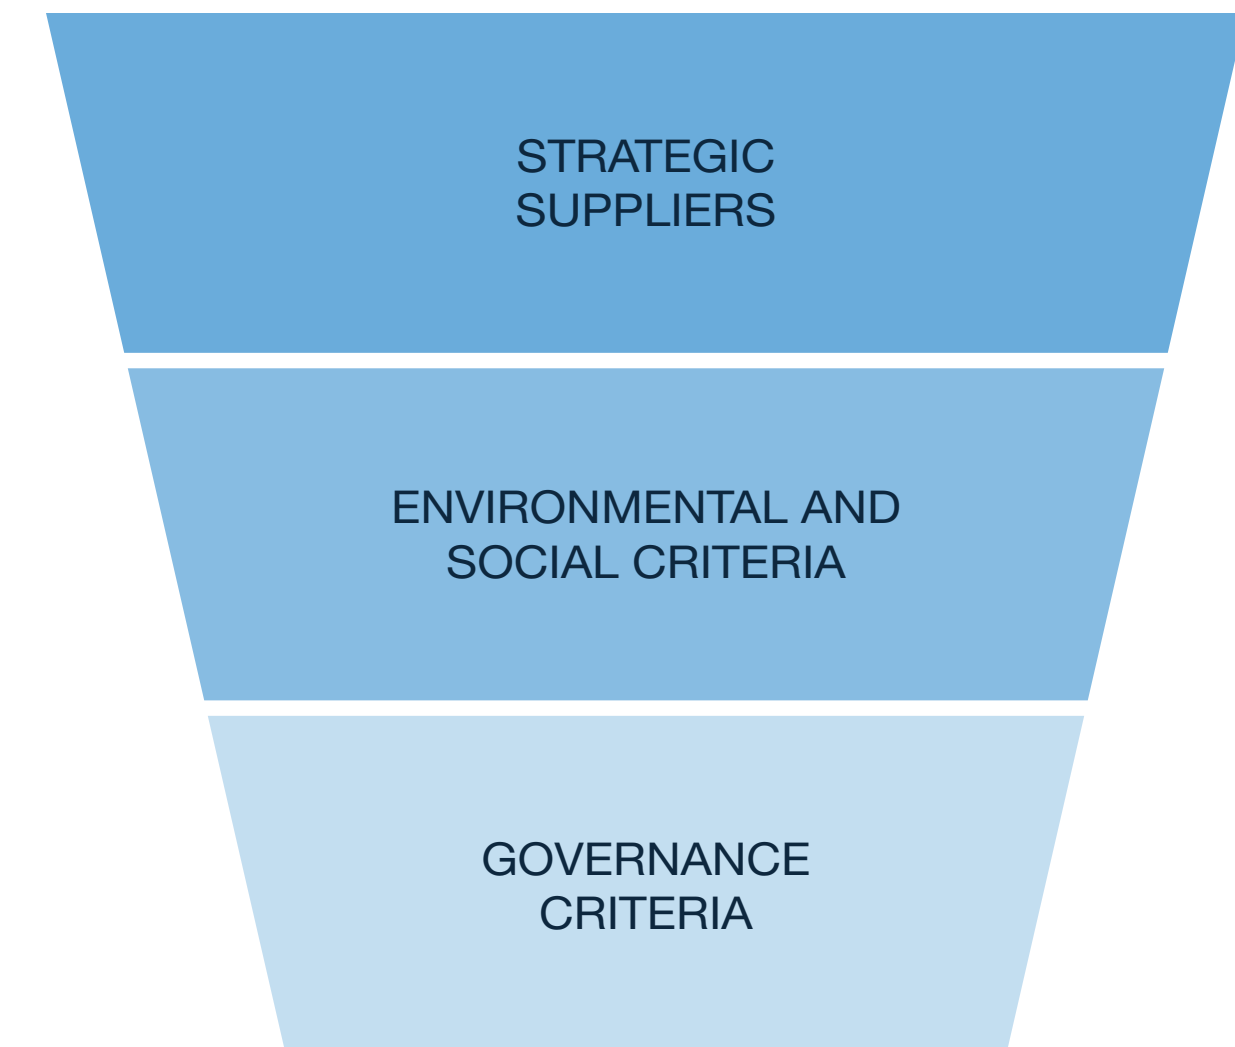 STRATEGIC
SUPPLIERS
ENVIRONMENTAL AND
SOCIAL CRITERIA
GOVERNANCE
CRITERIA